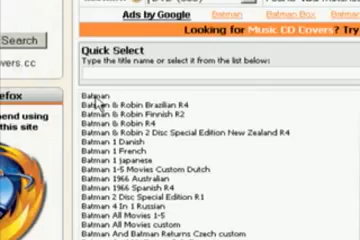 Ads by Google Batman Batman Box Batman
Search
Looking for Music CD Covers? Try
Quick Select
vers.cc
Type the title name or select it from the list below:
efox
mend using
this site
Batman
Batman & Robin Brazilian R4
Batman & Robin Finnish R2
Batman & Robin R4
Batman & Robin 2 Disc Special Edition New Zealand R4
Batman 1 Danish
Batman 1 French
Batman 1 japanese
Batman 1-5 Movies Custom Dutch
Batman 1966 Australian
Batman 1966 Spanish R4
Batman 2 Disc Special Edition R1
Batman 4 In 1 Russian
Batman All Movies 1-5
Batman All Movies custom
Batman And Batman Returns Czech custom